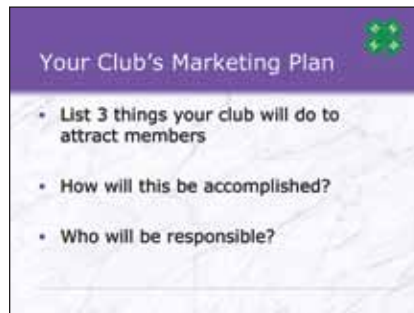 Your Club's Marketing Plan
• List 3 things your club will do to
attract members
• How will this be accomplished?
• Who will be responsible?